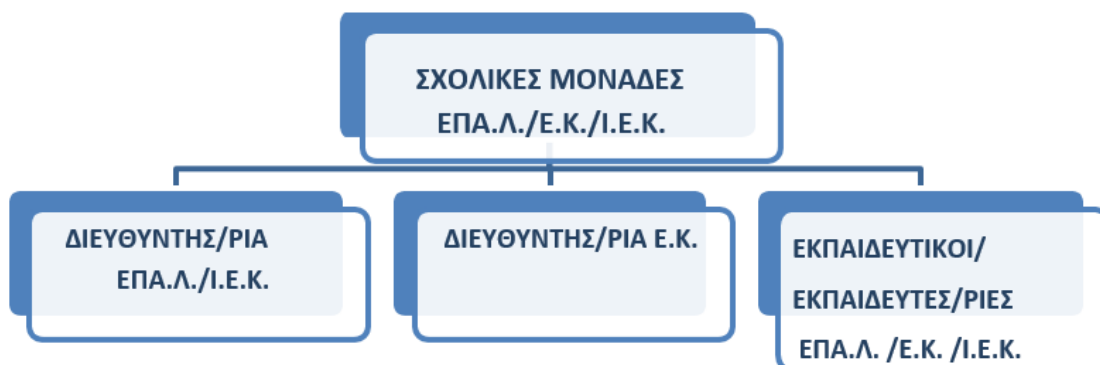 ΣΧΟΛΙΚΕΣ ΜΟΝΑΔΕΣ
ΕΠΑ.Λ./Ε.Κ./Ι.Ε.Κ.
ΔΙΕΥΘΥΝΤΗΣ/ΡΙΑ
ΕΠΑ.Λ./Ι.Ε.Κ.
ΔΙΕΥΘΥΝΤΗΣ/ΡΙΑ Ε.Κ.
ΕΚΠΑΙΔΕΥΤΙΚΟΙ/
ΕΚΠΑΙΔΕΥΤΕΣ/ΡΙΕΣ
ΕΠΑ.Λ. /Ε.Κ. /Ι.Ε.Κ.